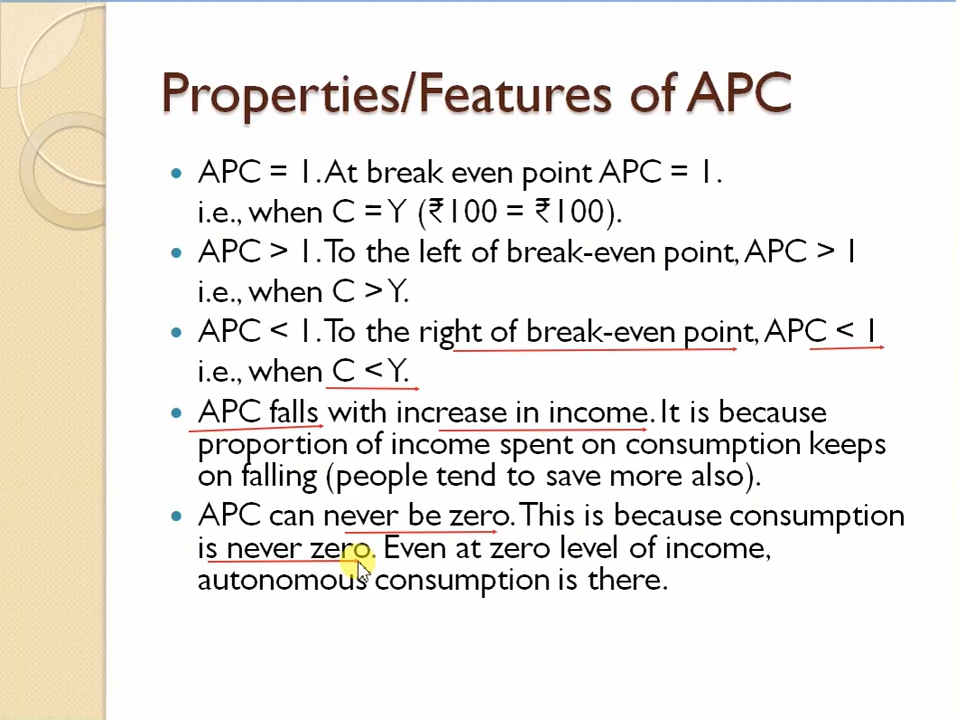 Properties/Features of APC
• APC = 1. At break even point APC = 1.
i.e., when C = Y (₹100 = ₹100).
• APC > 1. To the left of break-even point, APC > 1
i.e., when C > Y.
• APC < 1. To the right of break-even point, APC < 1
i.e., when C < Y.
• APC falls with increase in income. It is because
proportion of income spent on consumption keeps
on falling (people tend to save more also).
• APC can never be zero. This is because consumption
is never zero. Even at zero level of income,
autonomous consumption is there.